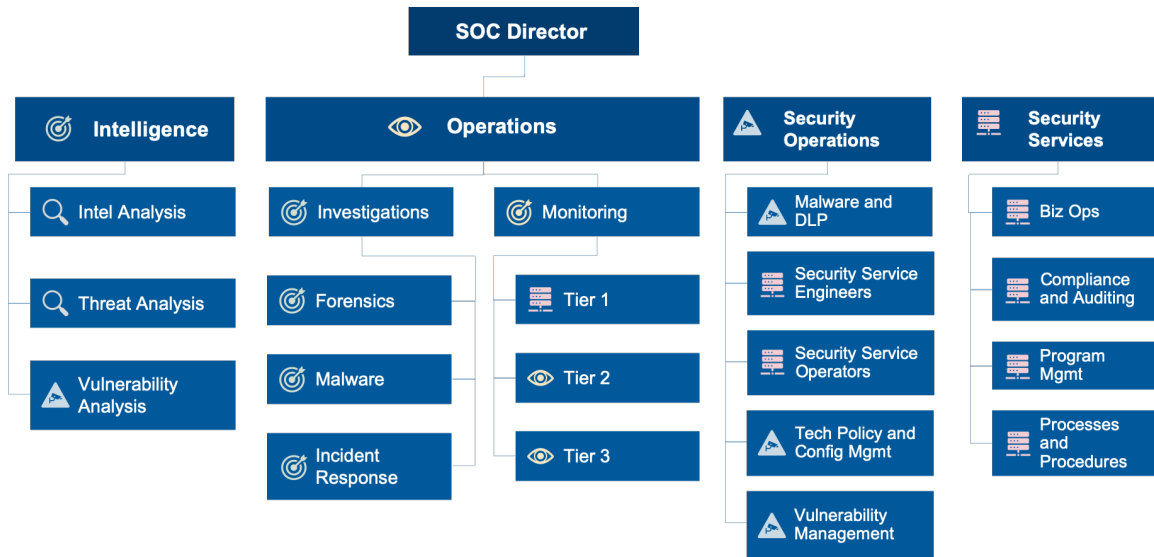 SOC Director
Intelligence
Operations
Security
Operations
Security
Services
Intel Analysis
Threat Analysis
Vulnerability
Analysis
Investigations
Forensics
Malware
Incident
Response
Monitoring
Tier 1
Tier 2
Tier 3
Malware and
DLP
Security Service
Engineers
Security Service
Operators
Tech Policy and
Config Mgmt
Vulnerability
Management
Biz Ops
Compliance
and Auditing
Program
Mgmt
Processes
and
Procedures